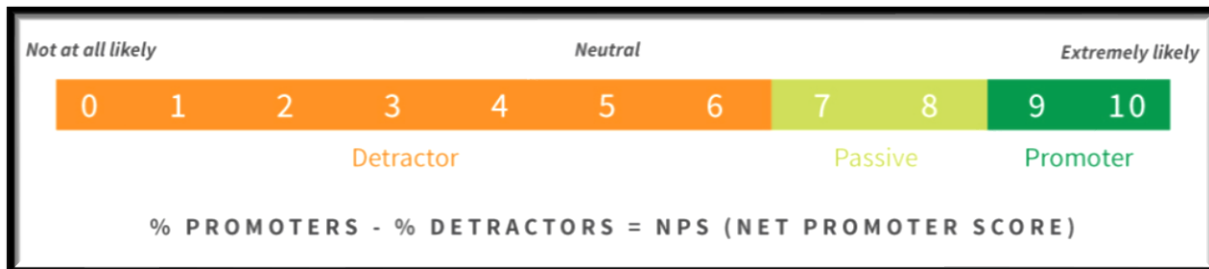 Not at all likely Neutral Extremely likely
0 1 2 3 4 5 6 7 8 9 10
Detractor Passive Promoter
% PROMOTERS - % DETRACTORS = NPS (NET PROMOTER SCORE)